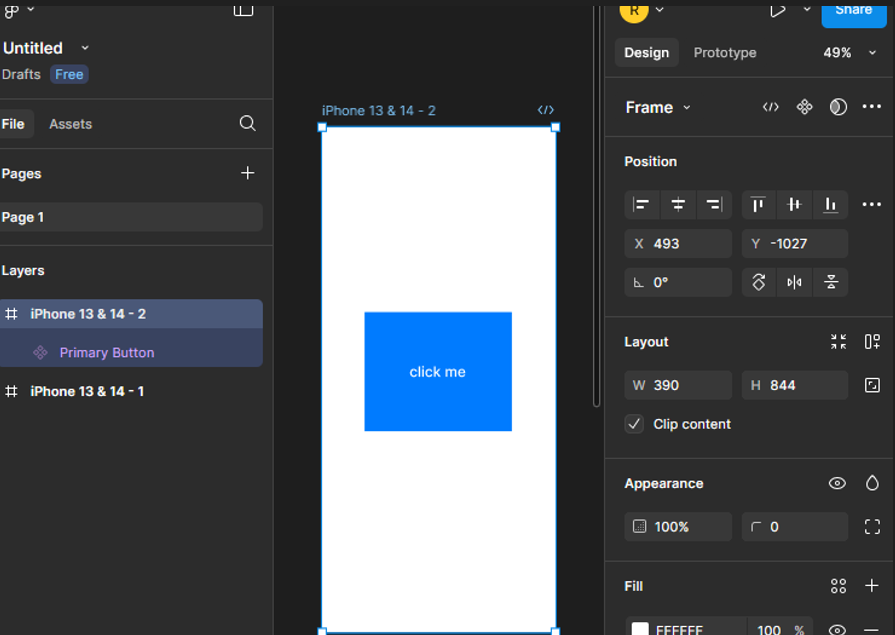 Untitled
Drafts Free
File Assets
Pages
Page 1
Layers
iPhone 13 & 14 - 2
Primary Button
iPhone 13 & 14 - 1
iPhone 13 & 14 - 2
click me
R
Share
Design Prototype 49%
Frame
Position
X 493 Y -1027
0°
Layout
W 390 H 844
Clip content
Appearance
100% 0
Fill
FFFFFF 100 %